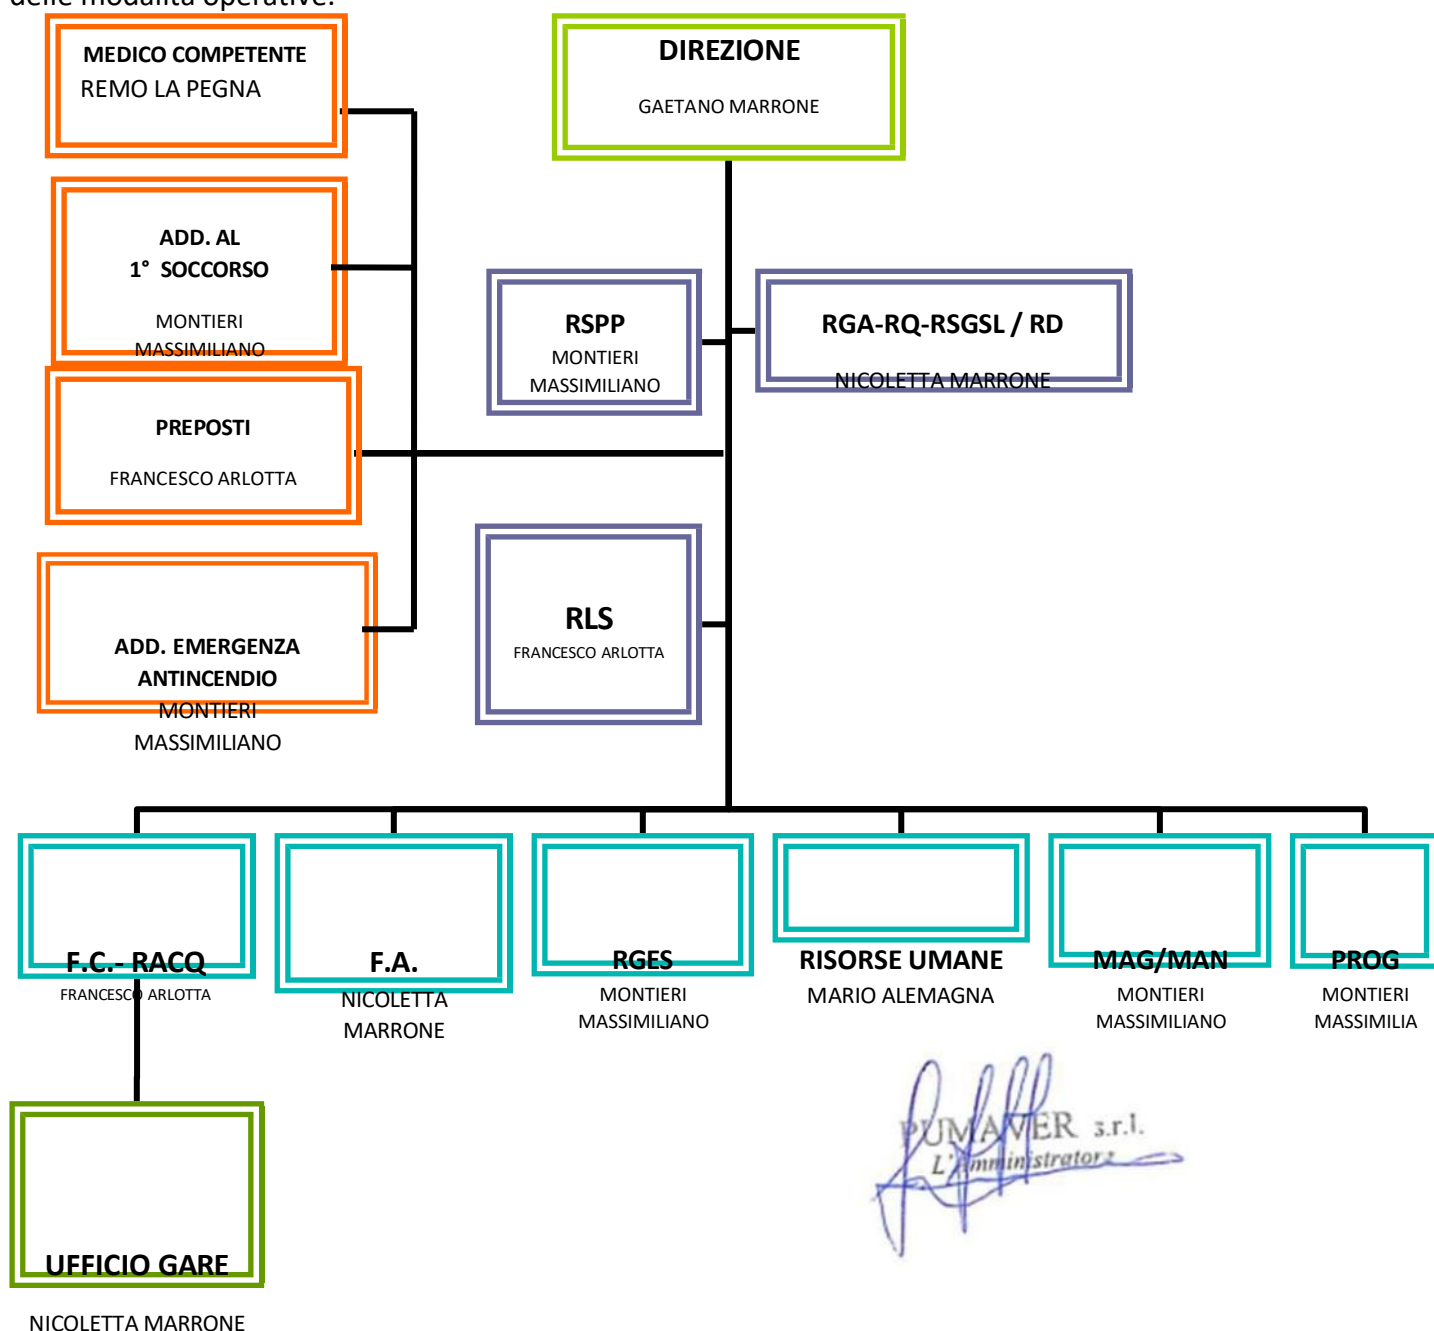 delle modalità operative.
MEDICO COMPETENTE
REMO LA PEGNA
DIREZIONE
GAETANO MARRONE
ADD. AL
1° SOCCORSO
MONTIERI
MASSIMILIANO
RSPP
MONTIERI
MASSIMILIANO
RGA-RQ-RSGSL / RD
NICOLETTA MARRONE
PREPOSTI
FRANCESCO ARLOTTA
RLS
FRANCESCO ARLOTTA
ADD. EMERGENZA
ANTINCENDIO
MONTIERI
MASSIMILIANO
F.C.- RACQ
FRANCESCO ARLOTTA
F.A.
NICOLETTA
MARRONE
RGES
MONTIERI
MASSIMILIANO
RISORSE UMANE
MARIO ALEMAGNA
MAG/MAN
MONTIERI
MASSIMILIANO
PROG
MONTIERI
MASSIMILIA
PUMAVER s.r.l.
L'Amministratore
UFFICIO GARE
NICOLETTA MARRONE